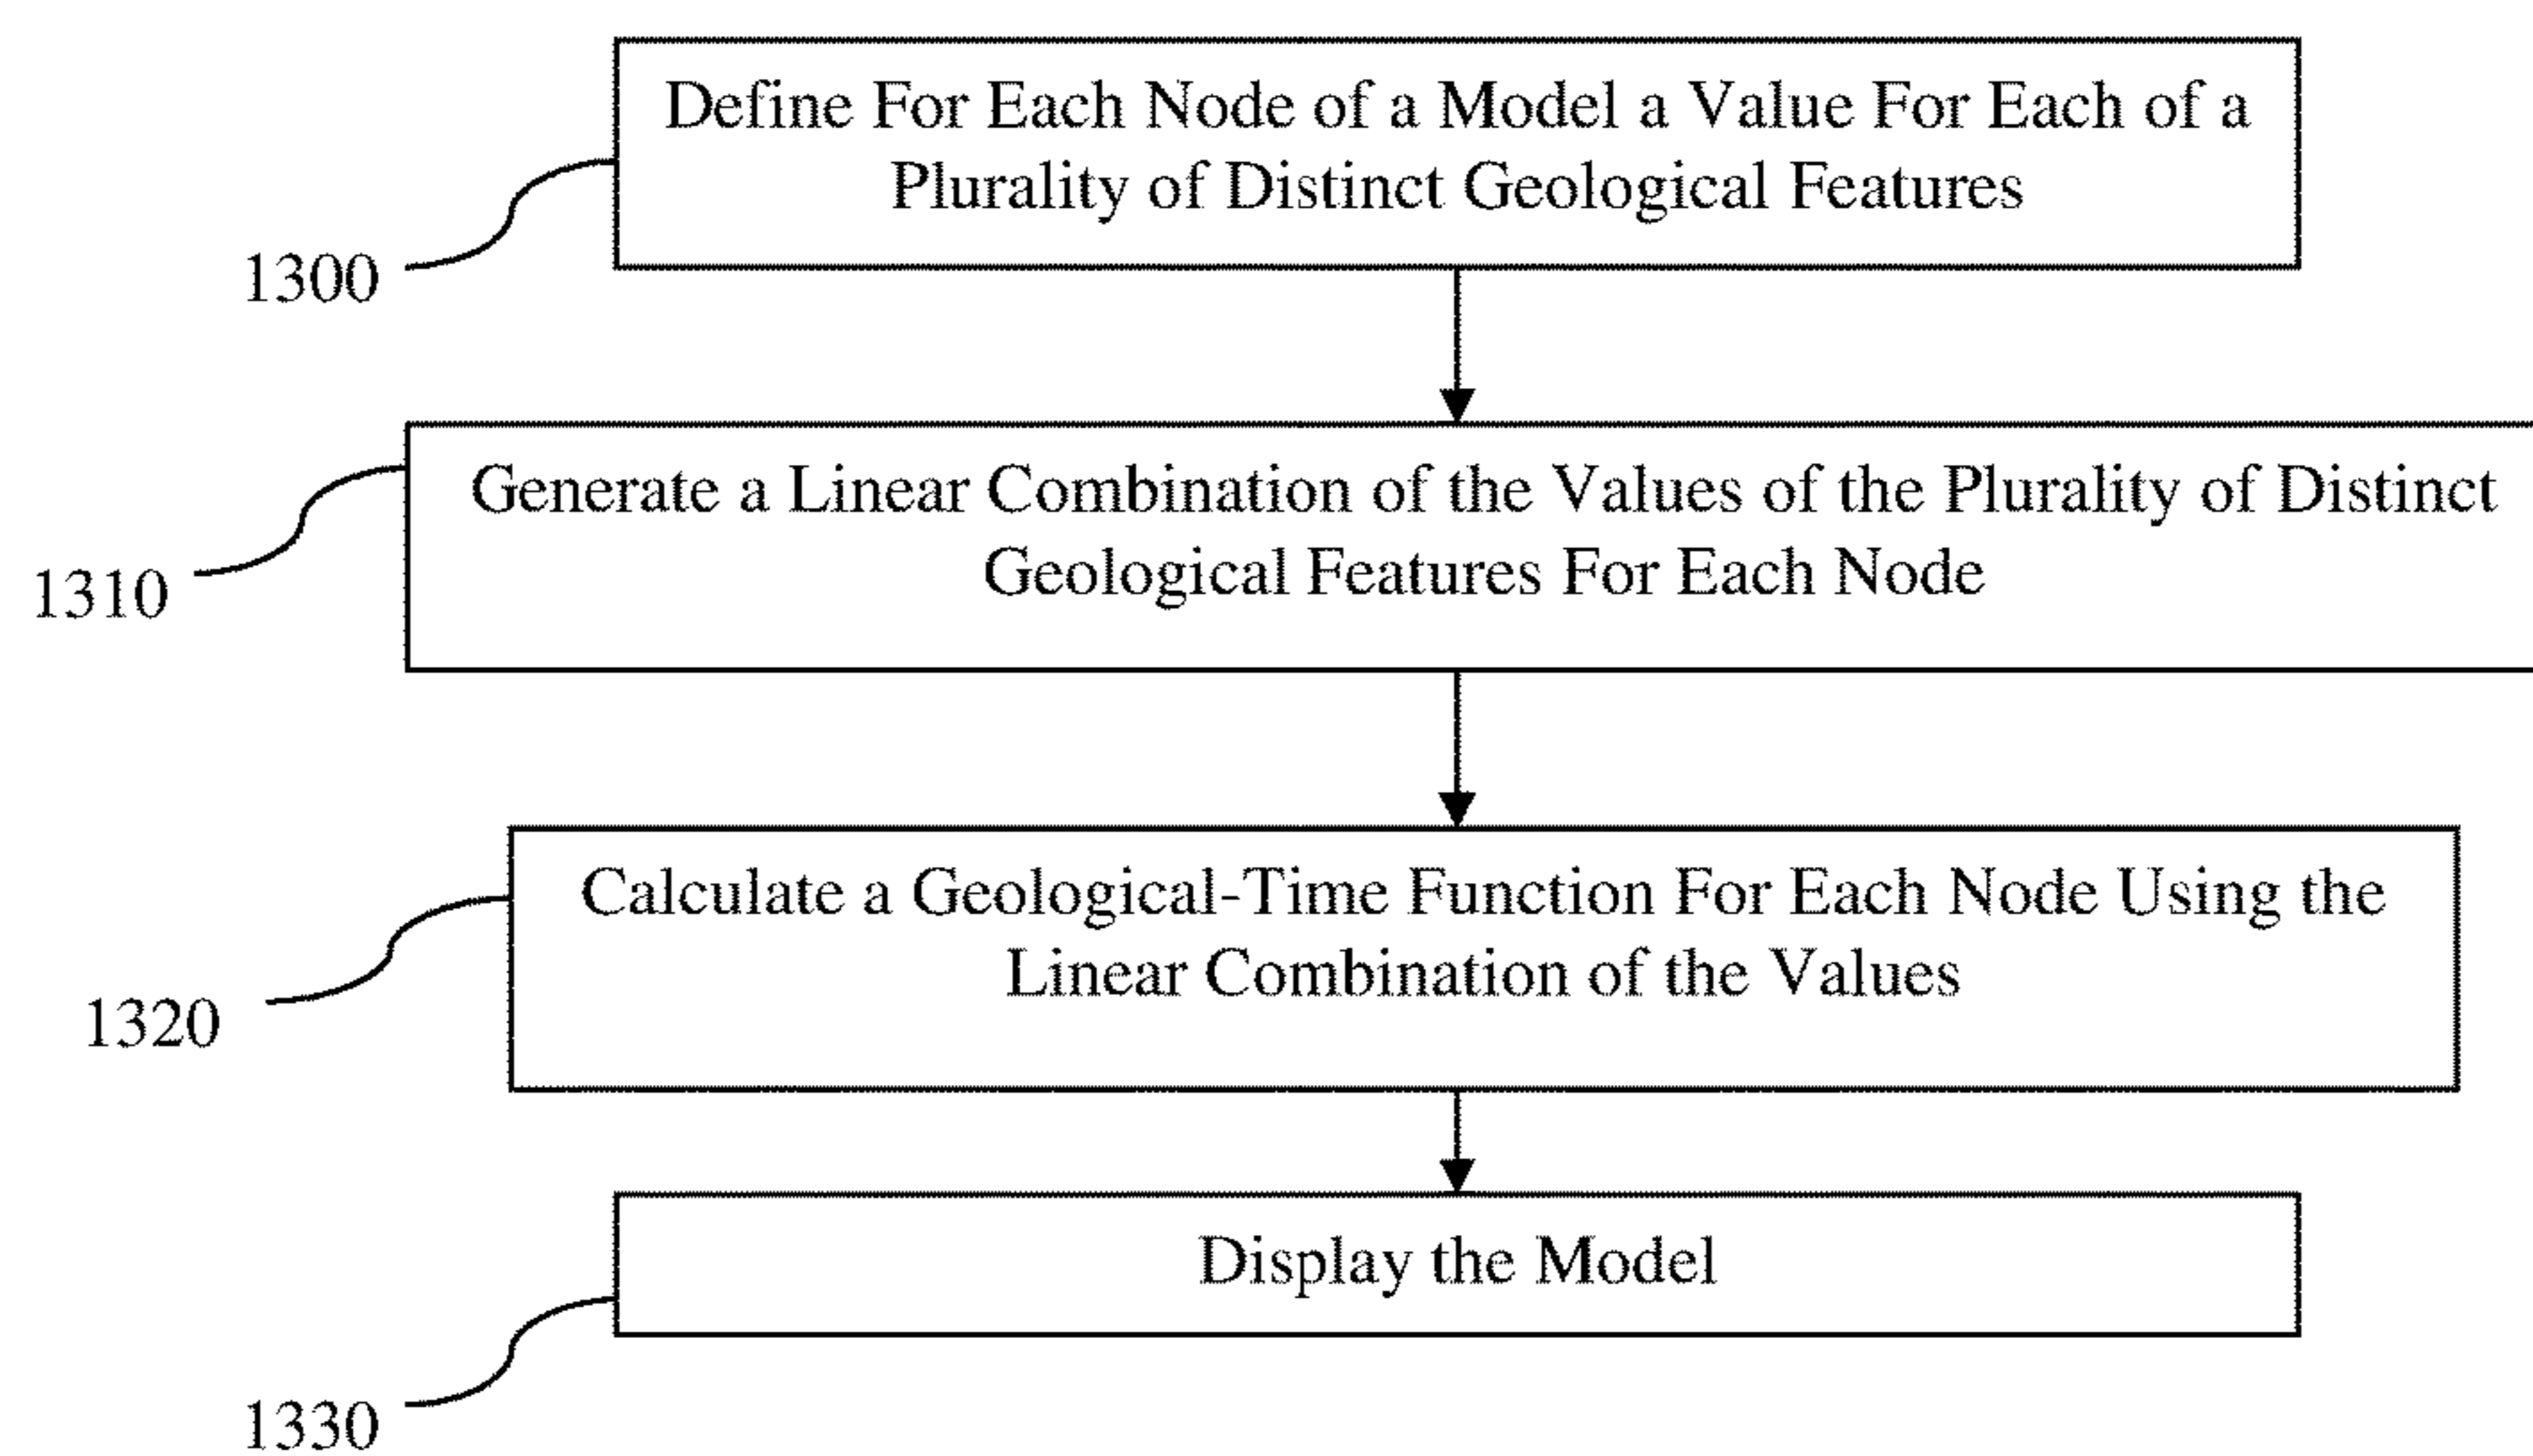 Define For Each Node of a Model a Value For Each of a
Plurality of Distinct Geological Features
1300
Generate a Linear Combination of the Values of the Plurality of Distinct
Geological Features For Each Node
1310
Calculate a Geological-Time Function For Each Node Using the
Linear Combination of the Values
1320
Display the Model
1330